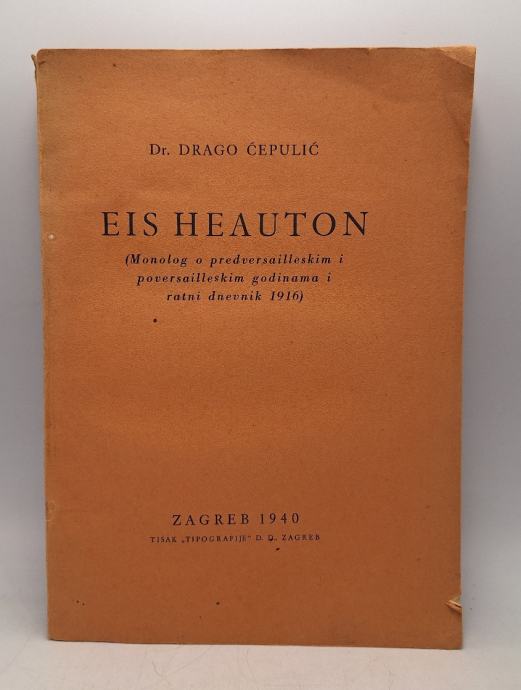 Dr. DRAGO ĆEPULIĆ
EIS HEAUTON
(Monolog o predversailleskim i
poversailleskim godinama i
ratni dnevnik 1916)
ZAGREB 1940
TISAK „TIPOGRAFIJE" D. D., ZAGREB